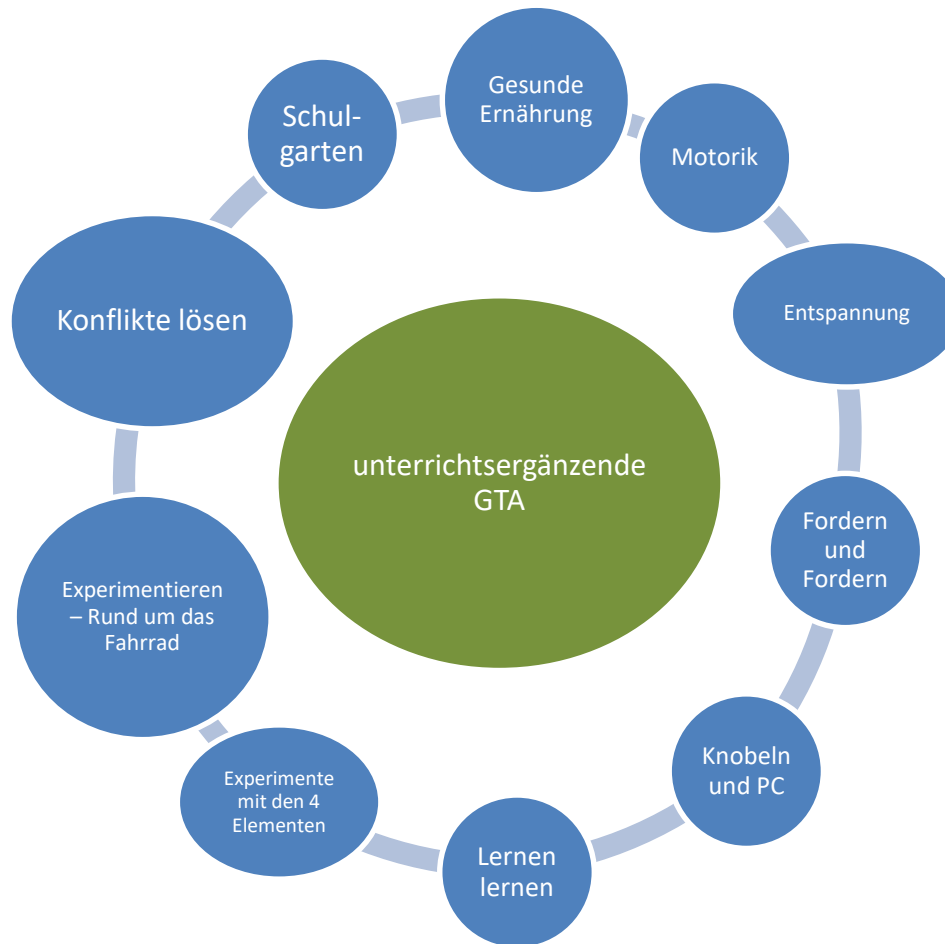 Gesunde
Ernährung
Motorik
Entspannung
Fordern
und
Fordern
Knobeln
und PC
Lernen
lernen
Experimente
mit den 4
Elementen
Experimentieren
– Rund um das
Fahrrad
Konflikte lösen
Schul-
garten
unterrichtsergänzende
GTA